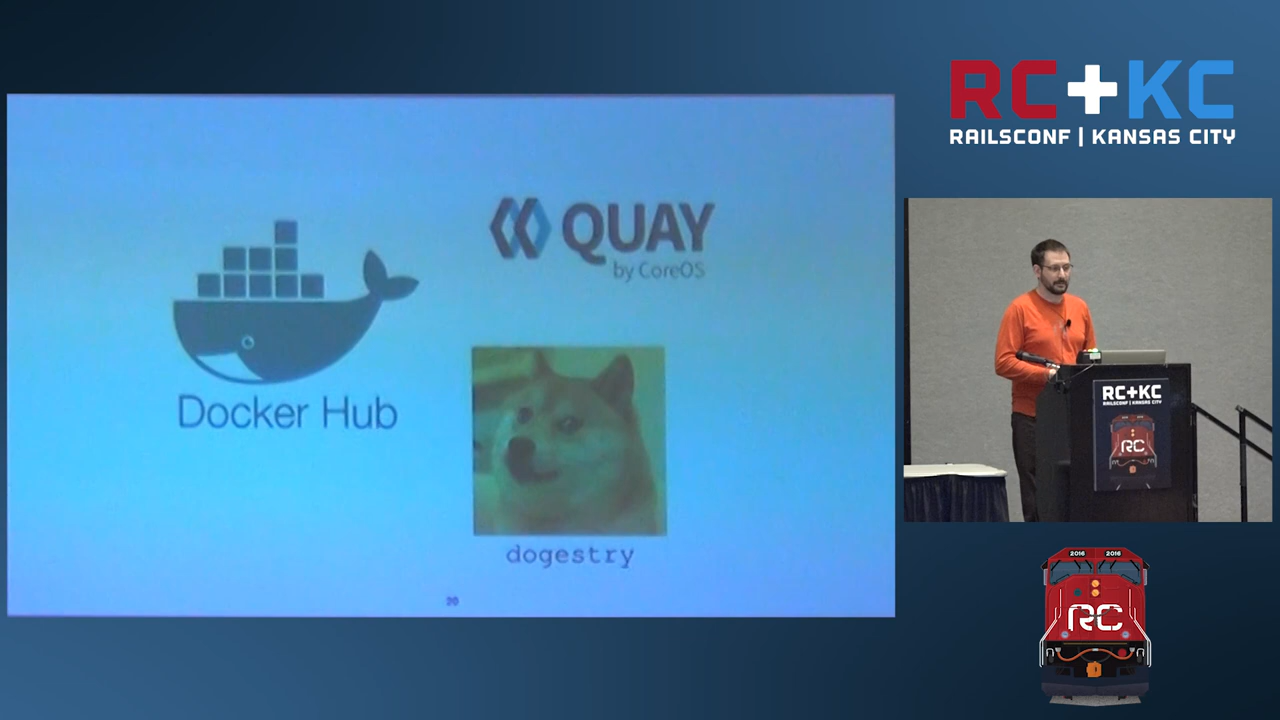 Docker Hub
QUAY
by CoreOS
dogestry
20
RC+KC
RAILSCONF | KANSAS CITY
RC+KC
RAILSCONF | KANSAS CITY
RC
2016 2016
RC